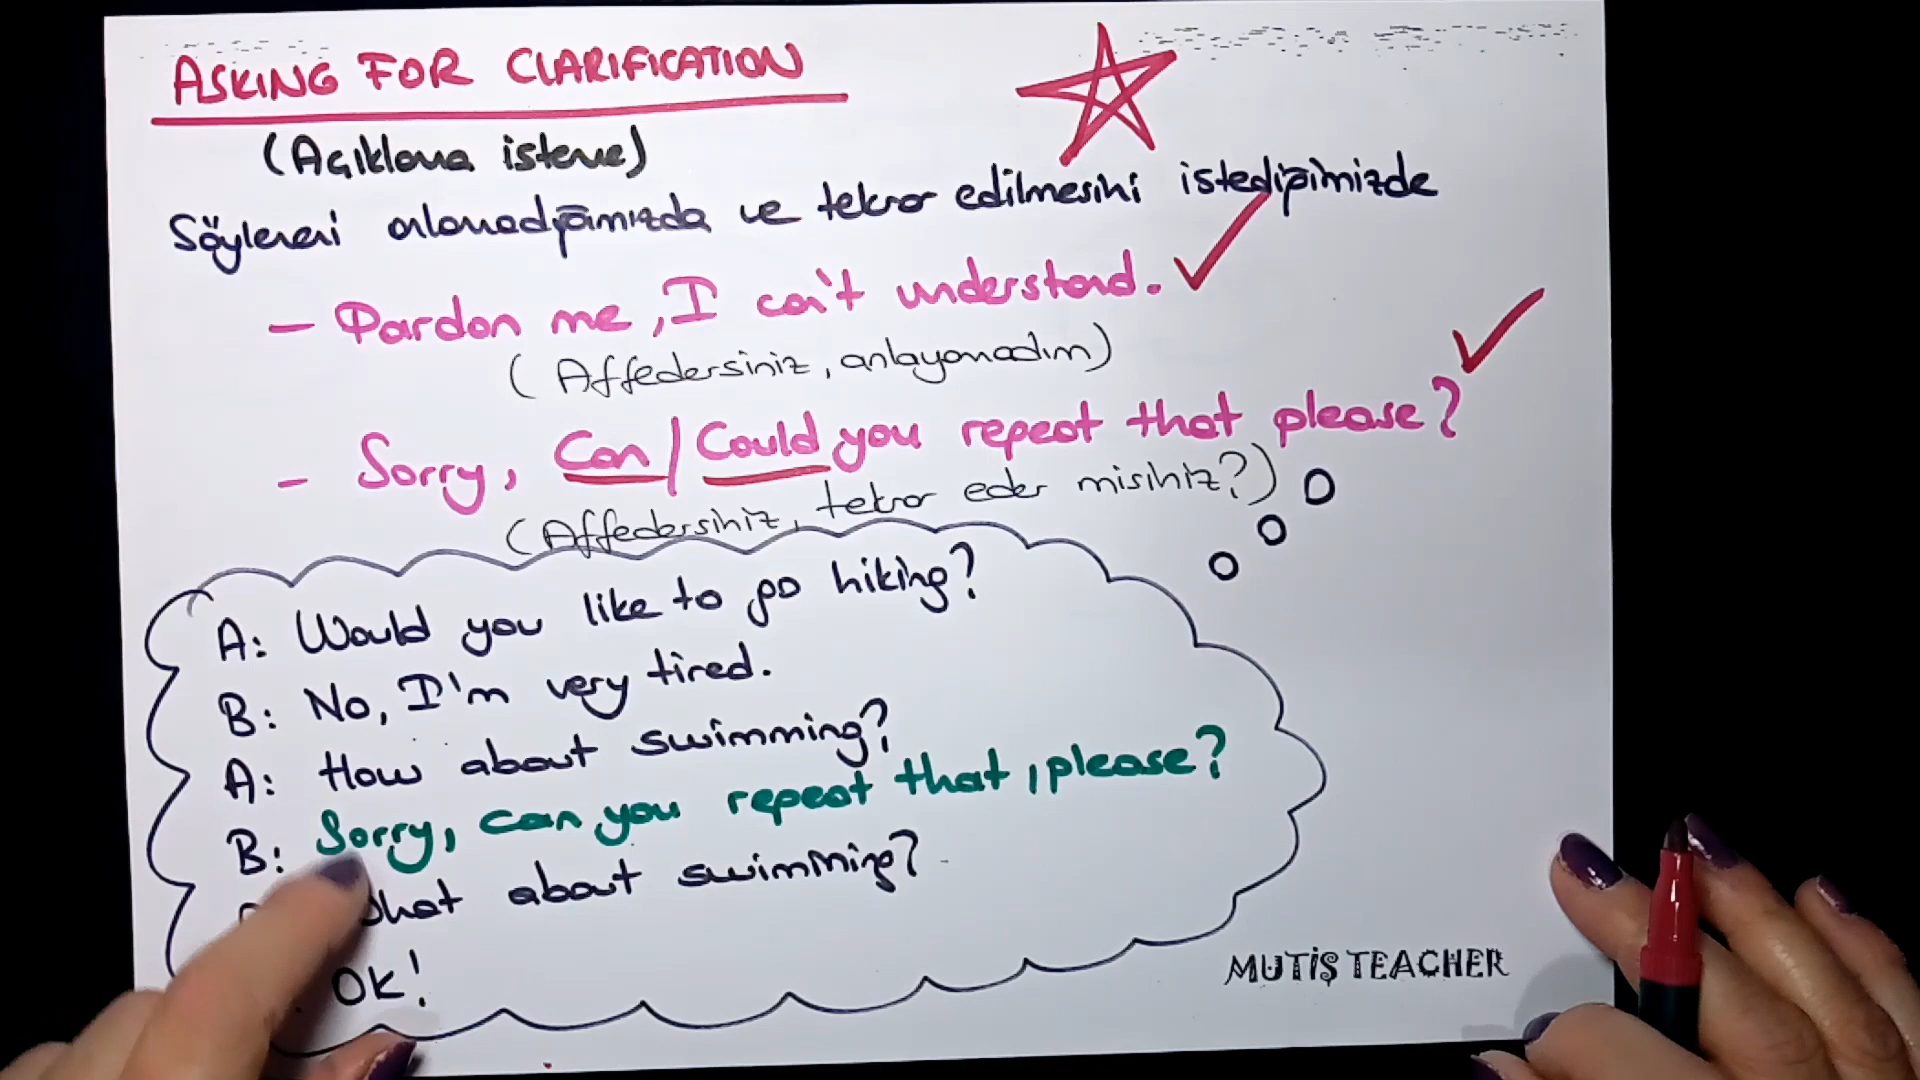 ASKING FOR CLARIFICATION
(Açıklama isteme)
Söyleneni anlamadığımızda ve tekrar edilmesini istediğimizde
- Pardon me, I can't understand.
(Affedersiniz, anlayamadım)
- Sorry, Can / Could you repeat that please?
(Affedersiniz, tekrar eder misiniz?)
A: Would you like to go hiking?
B: No, I'm very tired.
A: How about swimming?
B: Sorry, can you repeat that, please?
What about swimming?
Ok!
MUTİŞ TEACHER